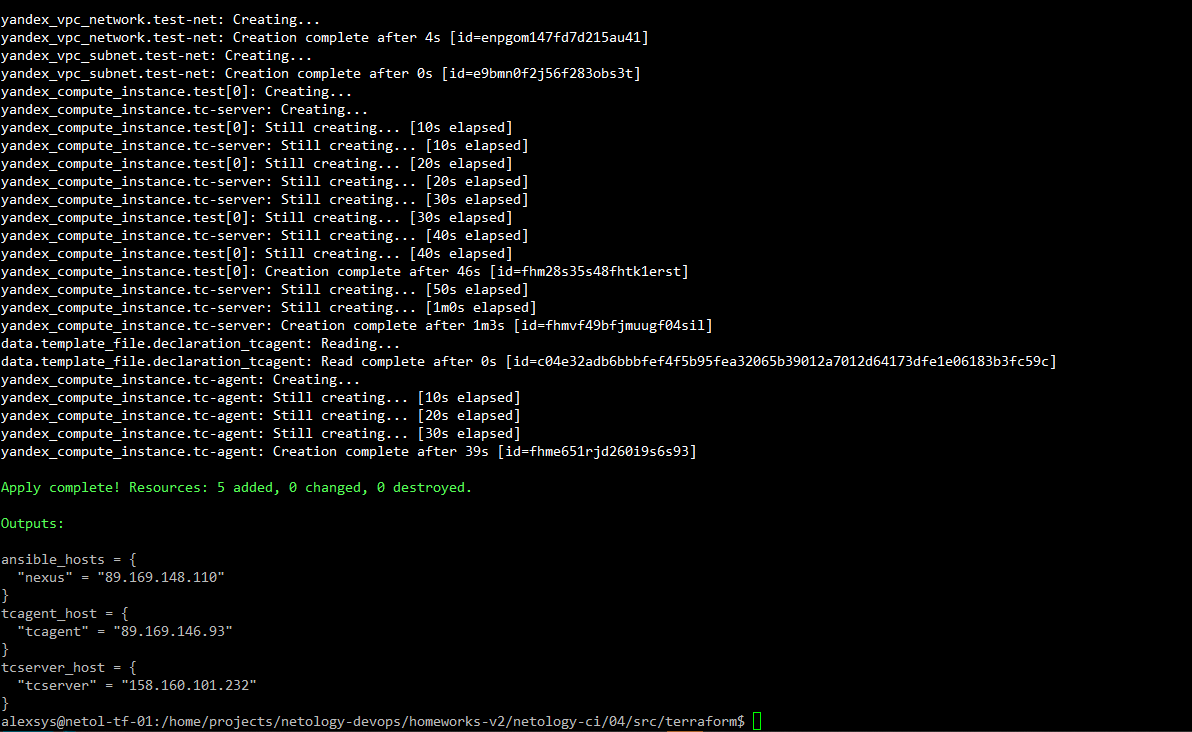 yandex_vpc_network.test-net: Creating...
yandex_vpc_network.test-net: Creation complete after 4s [id=enpgom147fd7d215au41]
yandex_vpc_subnet.test-net: Creating...
yandex_vpc_subnet.test-net: Creation complete after 0s [id=e9bmn0f2j56f283obs3t]
yandex_compute_instance.test[0]: Creating...
yandex_compute_instance.tc-server: Creating...
yandex_compute_instance.test[0]: Still creating... [10s elapsed]
yandex_compute_instance.tc-server: Still creating... [10s elapsed]
yandex_compute_instance.test[0]: Still creating... [20s elapsed]
yandex_compute_instance.tc-server: Still creating... [20s elapsed]
yandex_compute_instance.tc-server: Still creating... [30s elapsed]
yandex_compute_instance.test[0]: Still creating... [30s elapsed]
yandex_compute_instance.tc-server: Still creating... [40s elapsed]
yandex_compute_instance.test[0]: Still creating... [40s elapsed]
yandex_compute_instance.test[0]: Creation complete after 46s [id=fhm28s35s48fhtk1erst]
yandex_compute_instance.tc-server: Still creating... [50s elapsed]
yandex_compute_instance.tc-server: Still creating... [1m0s elapsed]
yandex_compute_instance.tc-server: Creation complete after 1m3s [id=fhmvf49bfjmuugf04sil]
data.template_file.declaration_tcagent: Reading...
data.template_file.declaration_tcagent: Read complete after 0s [id=c04e32adb6bbbfef4f5b95fea32065b39012a7012d64173dfe1e06183b3fc59c]
yandex_compute_instance.tc-agent: Creating...
yandex_compute_instance.tc-agent: Still creating... [10s elapsed]
yandex_compute_instance.tc-agent: Still creating... [20s elapsed]
yandex_compute_instance.tc-agent: Still creating... [30s elapsed]
yandex_compute_instance.tc-agent: Creation complete after 39s [id=fhme651rjd260i9s6s93]
Apply complete! Resources: 5 added, 0 changed, 0 destroyed.
Outputs:
ansible_hosts = {
  "nexus" = "89.169.148.110"
}
tcagent_host = {
  "tcagent" = "89.169.146.93"
}
tcserver_host = {
  "tcserver" = "158.160.101.232"
}
alexsys@netol-tf-01:/home/projects/netology-devops/homeworks-v2/netology-ci/04/src/terraform$